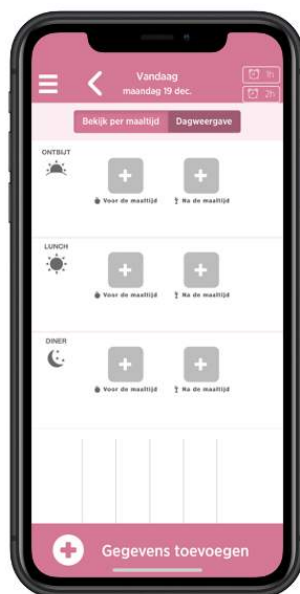 Vandaag
maandag 19 dec.
1h
2h
Bekijk per maaltijd Dagweergave
ONTBIJT
Voor de maaltijd Na de maaltijd
LUNCH
Voor de maaltijd Na de maaltijd
DINER
Voor de maaltijd Na de maaltijd
Gegevens toevoegen